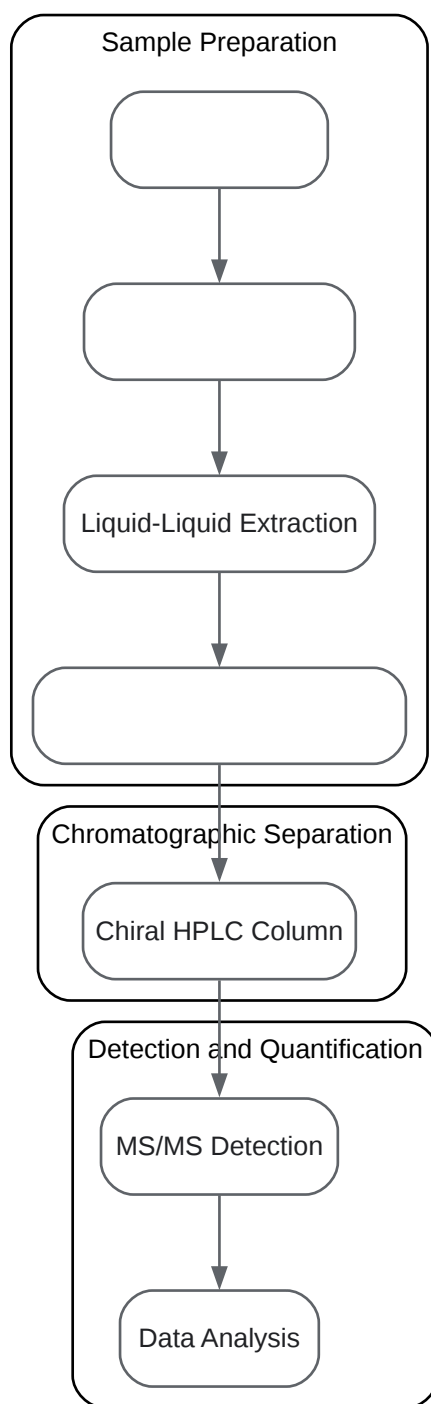 Sample Preparation
Liquid-Liquid Extraction
Chromatographic Separation
Chiral HPLC Column
Detection and Quantification
MS/MS Detection
Data Analysis